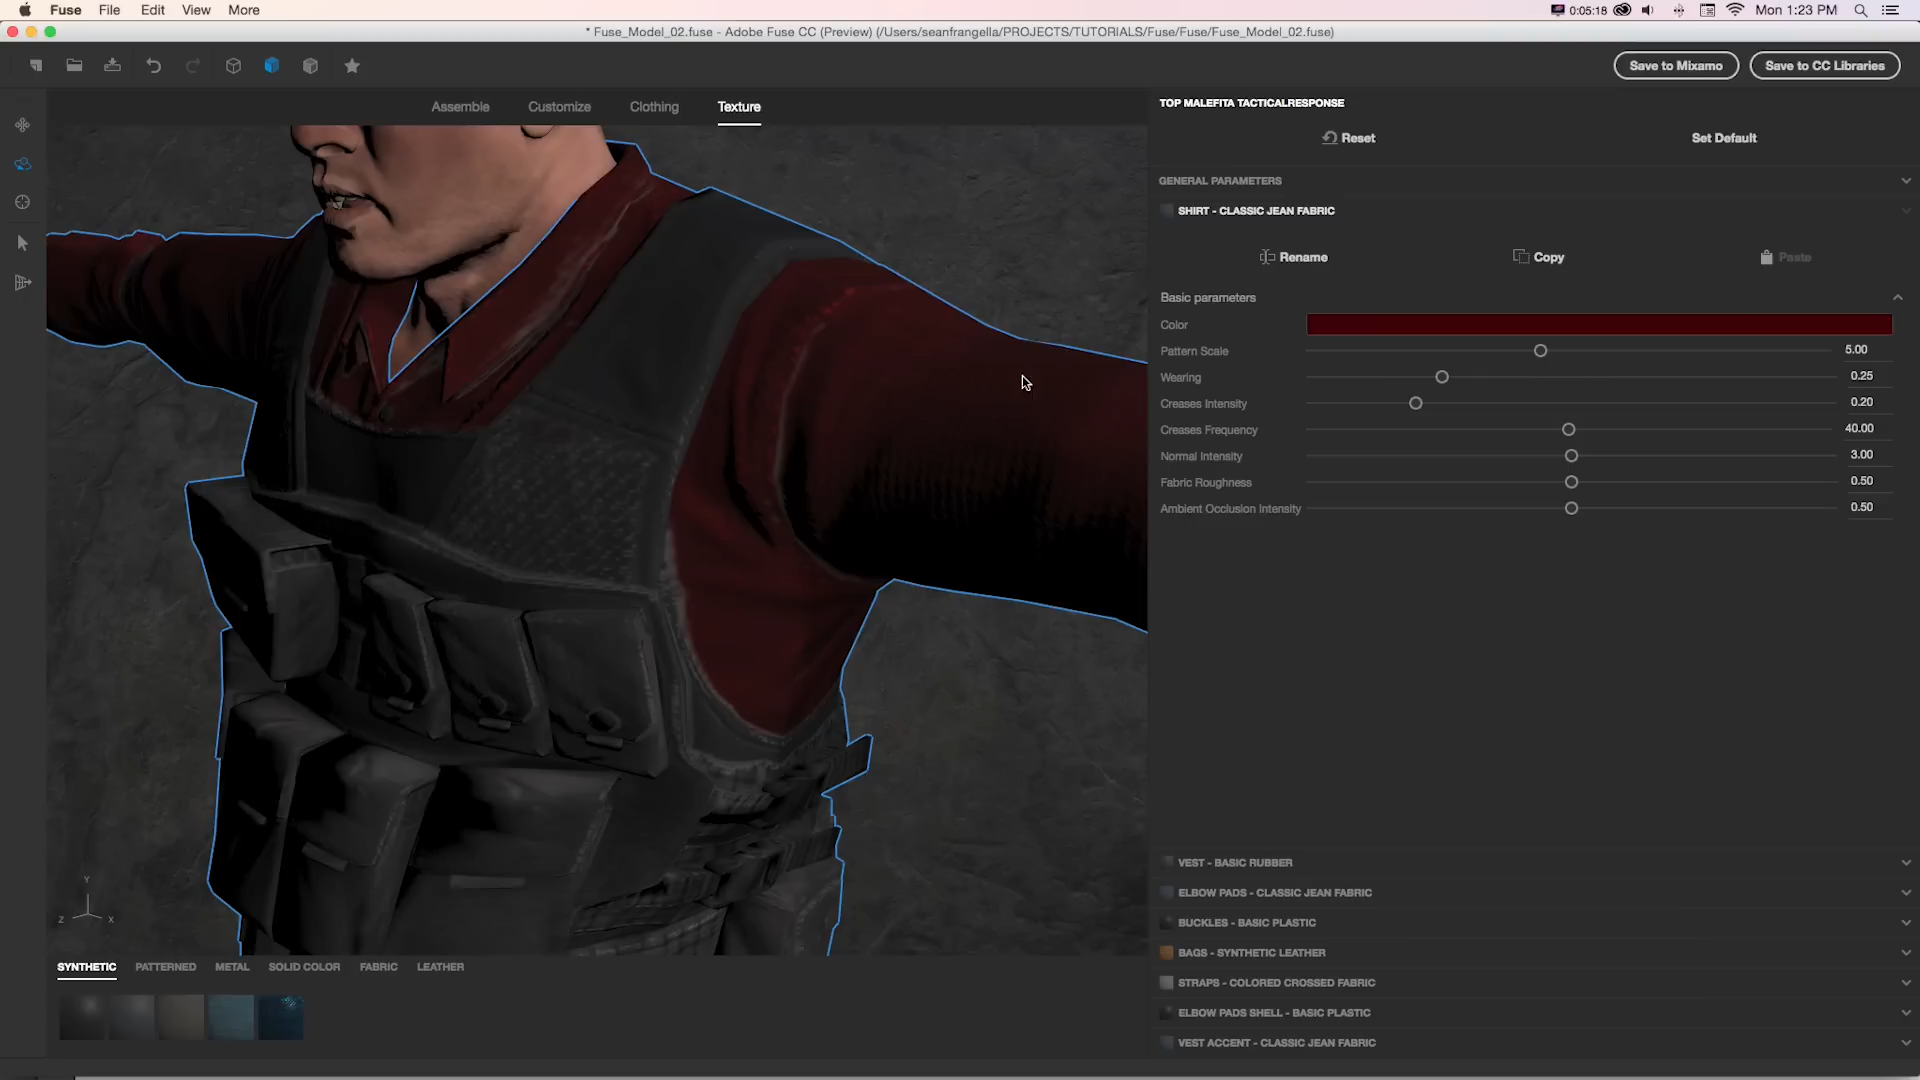 Fuse File Edit View More 0:05:18 Mon 1:23 PM
* Fuse_Model_02.fuse - Adobe Fuse CC (Preview) (/Users/seanfrangella/PROJECTS/TUTORIALS/Fuse/Fuse/Fuse_Model_02.fuse)
Save to Mixamo Save to CC Libraries
Assemble Customize Clothing Texture
TOP MALEFITA TACTICALRESPONSE
Reset Set Default
GENERAL PARAMETERS
SHIRT - CLASSIC JEAN FABRIC
Rename Copy Paste
Basic parameters
Color
Pattern Scale 5.00
Wearing 0.25
Creases Intensity 0.20
Creases Frequency 40.00
Normal Intensity 3.00
Fabric Roughness 0.50
Ambient Occlusion Intensity 0.50
VEST - BASIC RUBBER
ELBOW PADS - CLASSIC JEAN FABRIC
BUCKLES - BASIC PLASTIC
BAGS - SYNTHETIC LEATHER
STRAPS - COLORED CROSSED FABRIC
ELBOW PADS SHELL - BASIC PLASTIC
VEST ACCENT - CLASSIC JEAN FABRIC
Y
Z X
SYNTHETIC PATTERNED METAL SOLID COLOR FABRIC LEATHER